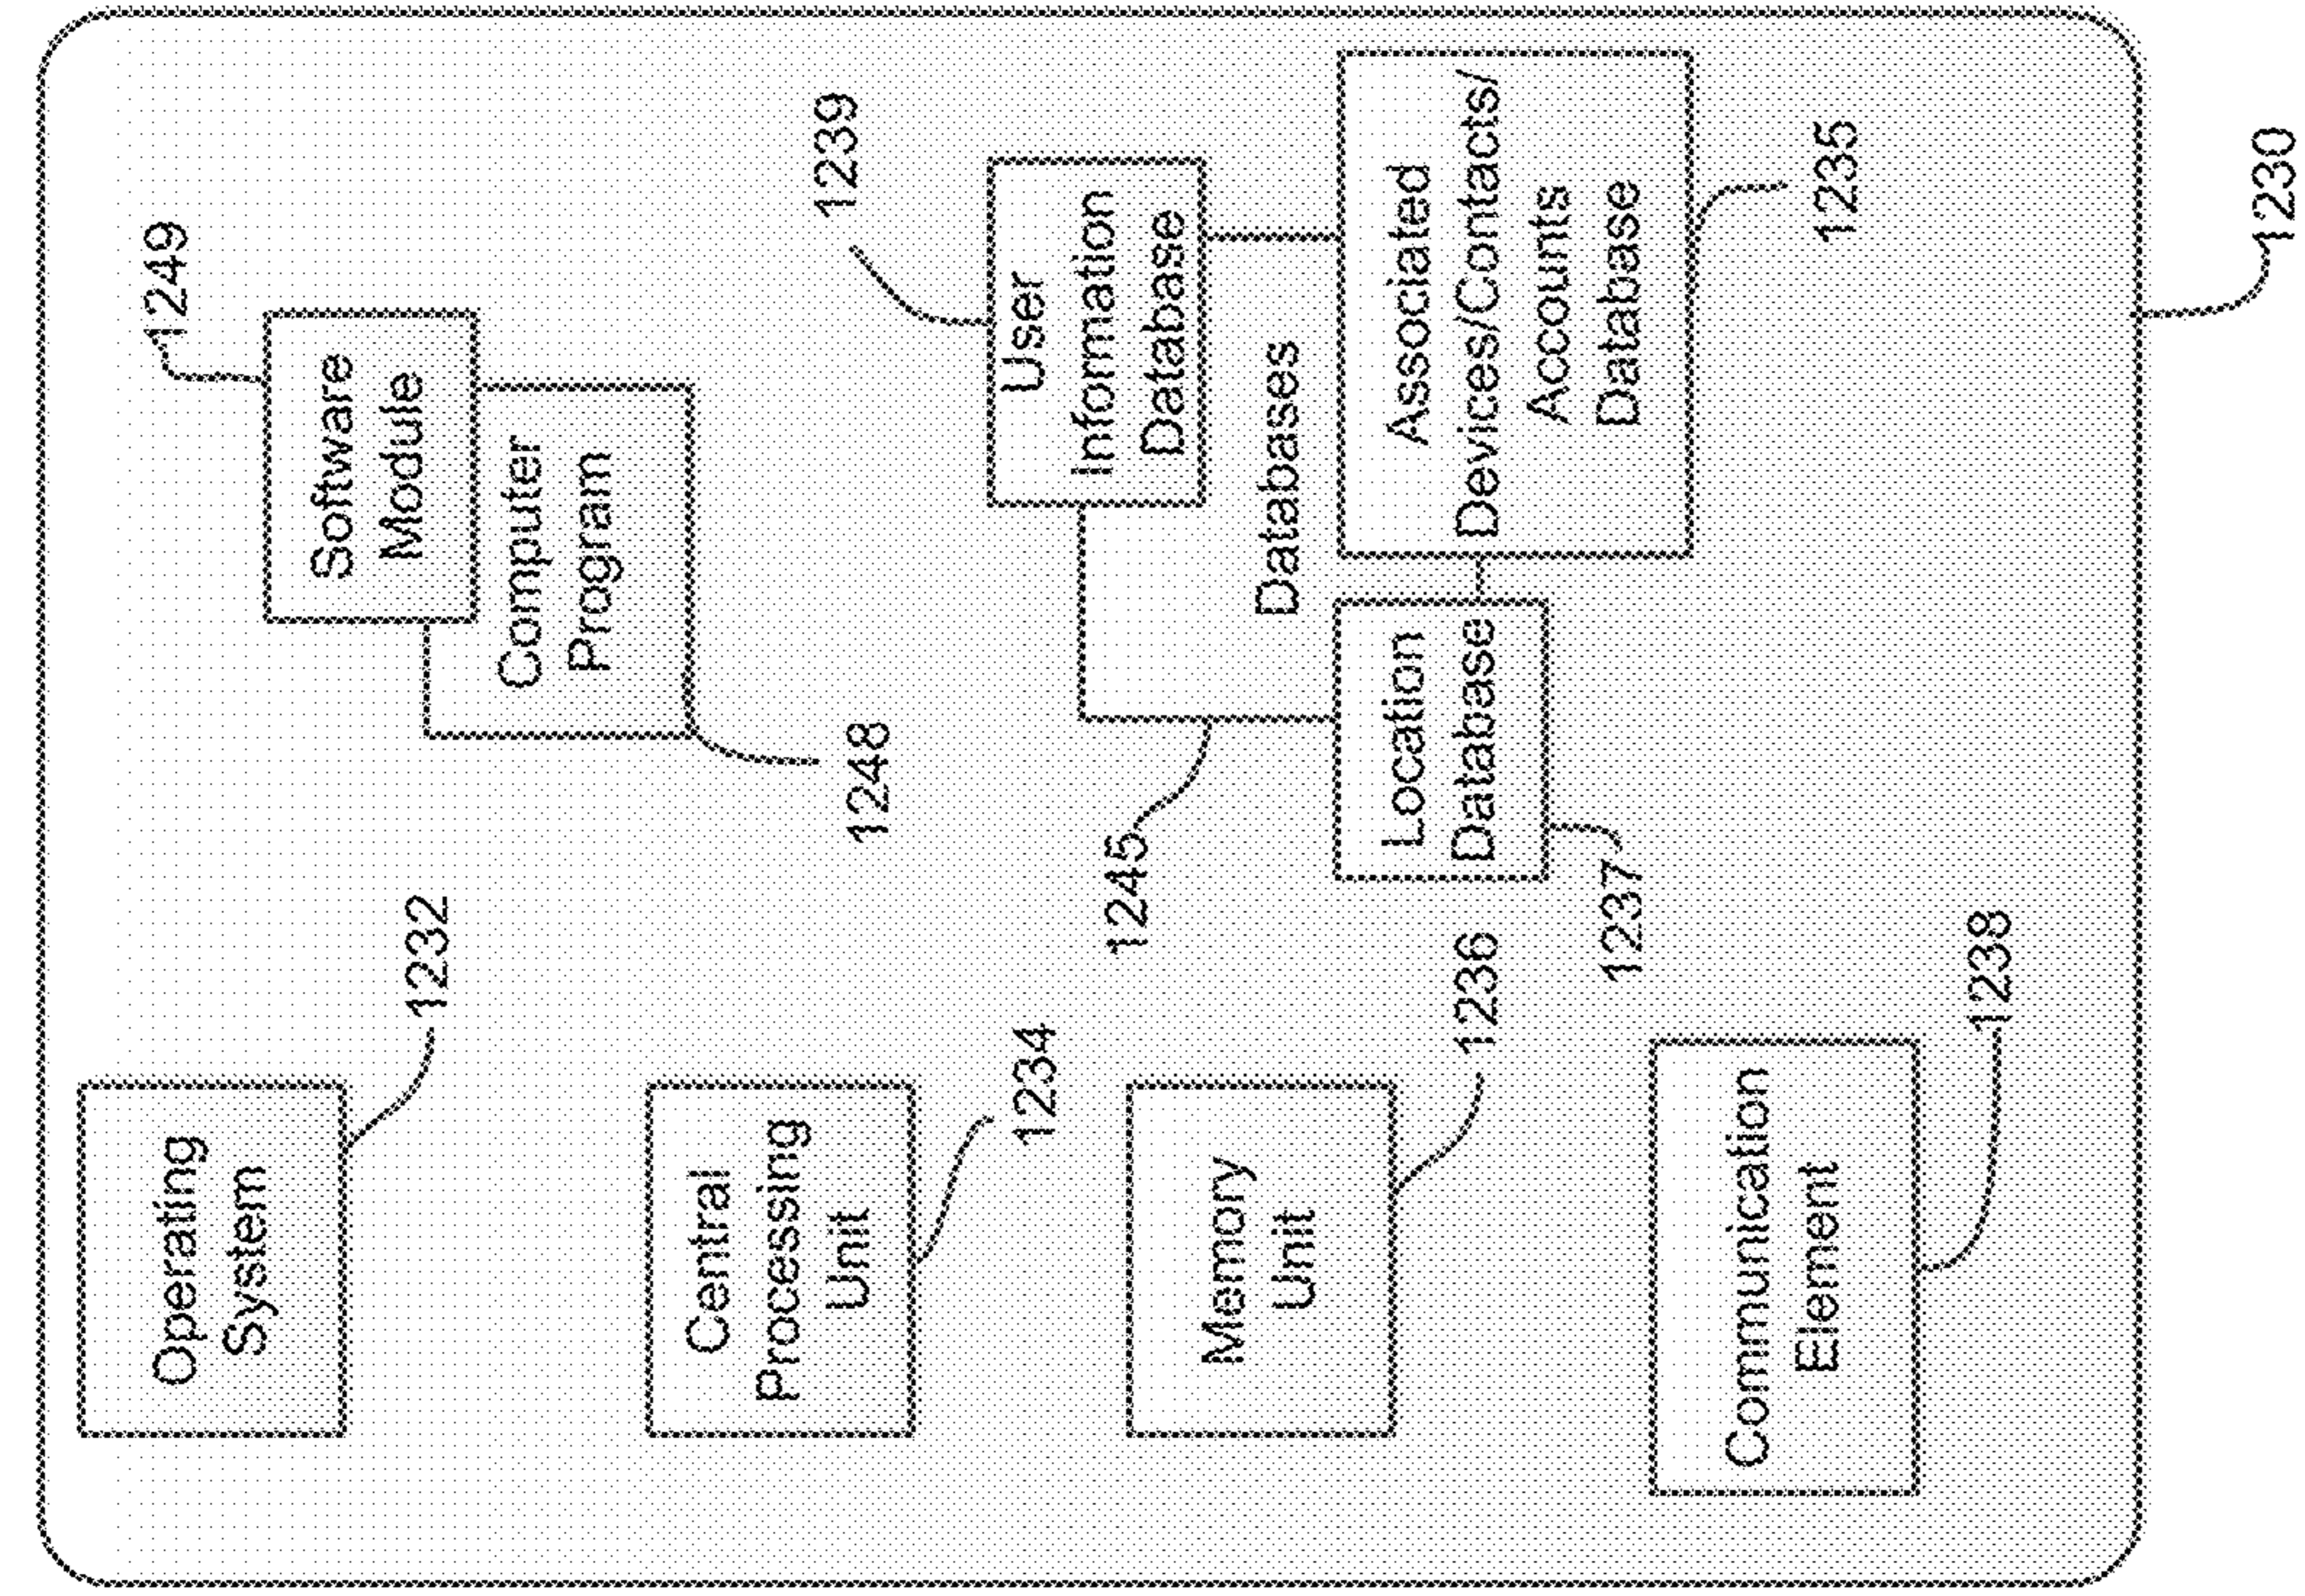 Operating
System
1232
Central
Processing
Unit
1234
Memory
Unit
1236
Communication
Element
1238
Software
Module
1249
Computer
Program
1248
User
Information
Database
1239
Databases
1245
Location
Database
1237
Associated
Devices/Contacts/
Accounts
Database
1235
1230